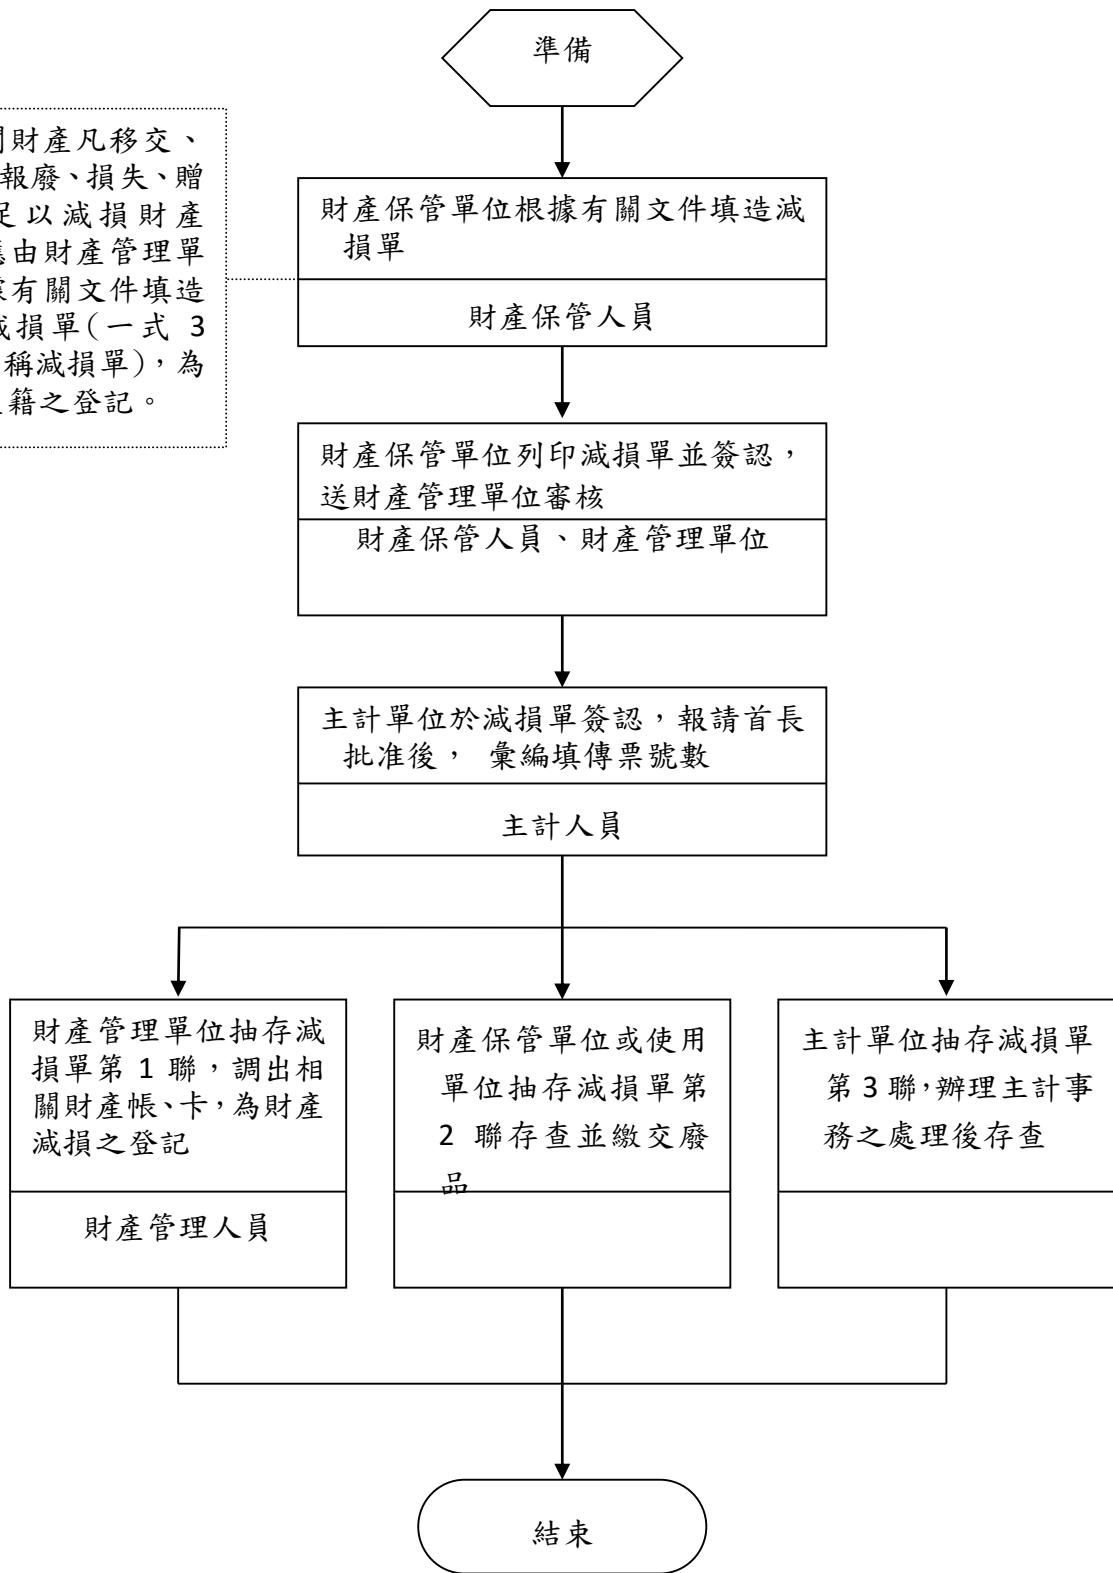 準備
財產凡移交、
報廢、損失、贈
足以減損財產
應由財產管理單
據有關文件填造
減損單(一式 3
稱減損單),為
籍之登記。
財產保管單位根據有關文件填造減
損單
財產保管人員
財產保管單位列印減損單並簽認,
送財產管理單位審核
財產保管人員、財產管理單位
主計單位於減損單簽認,報請首長
批准後, 彙編填傳票號數
主計人員
財產管理單位抽存減
損單第 1 聯,調出相
關財產帳、卡,為財產
減損之登記
財產管理人員
財產保管單位或使用
單位抽存減損單第
2 聯存查並繳交廢
品
主計單位抽存減損單
第 3 聯,辦理主計事
務之處理後存查
結束